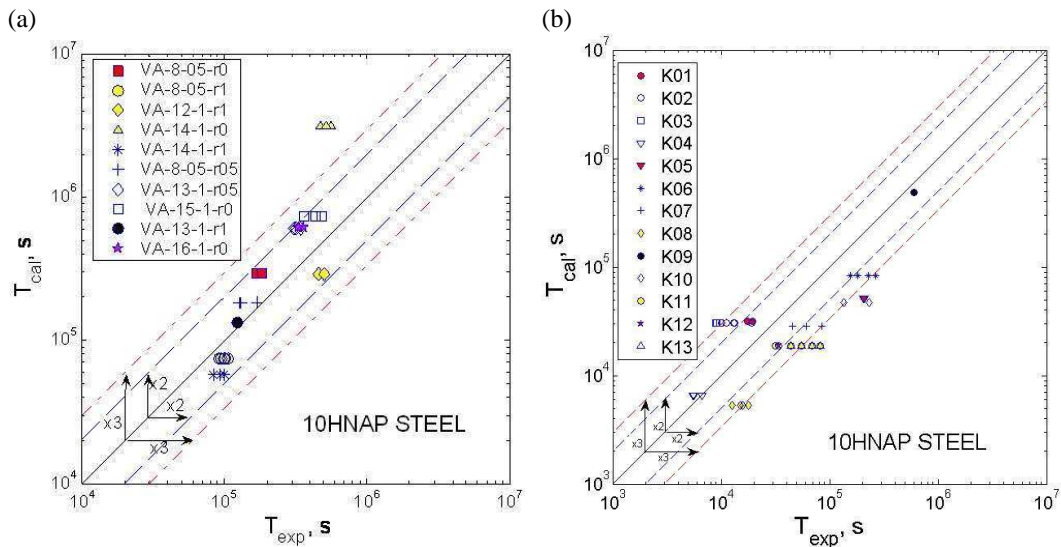 (a)
10^7
VA-8-05-r0
VA-8-05-r1
VA-12-1-r1
VA-14-1-r0
VA-14-1-r1
VA-8-05-r05
VA-13-1-r05
VA-15-1-r0
VA-13-1-r1
VA-16-1-r0
10^6
T_cal, s
10^5
x2
x3
x2
x3
10HNAP STEEL
10^4
10^4
10^5
10^6
10^7
T_exp, s
(b)
10^7
K01
K02
K03
K04
K05
K06
K07
K08
K09
K10
K11
K12
K13
10^6
T_cal, s
10^5
10^4
x2
x3
x2
x3
10HNAP STEEL
10^3
10^3
10^4
10^5
10^6
10^7
T_exp, s